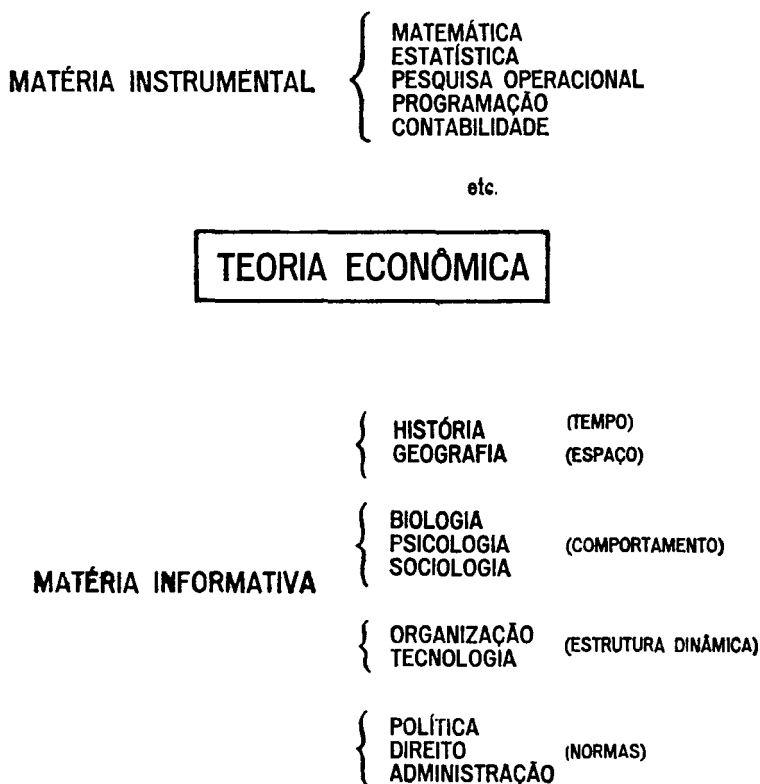 MATÉRIA INSTRUMENTAL
MATEMÁTICA
ESTATÍSTICA
PESQUISA OPERACIONAL
PROGRAMAÇÃO
CONTABILIDADE
etc.
TEORIA ECONÔMICA
MATÉRIA INFORMATIVA
HISTÓRIA (TEMPO)
GEOGRAFIA (ESPAÇO)
BIOLOGIA
PSICOLOGIA (COMPORTAMENTO)
SOCIOLOGIA
ORGANIZAÇÃO
TECNOLOGIA (ESTRUTURA DINÂMICA)
POLÍTICA
DIREITO (NORMAS)
ADMINISTRAÇÃO